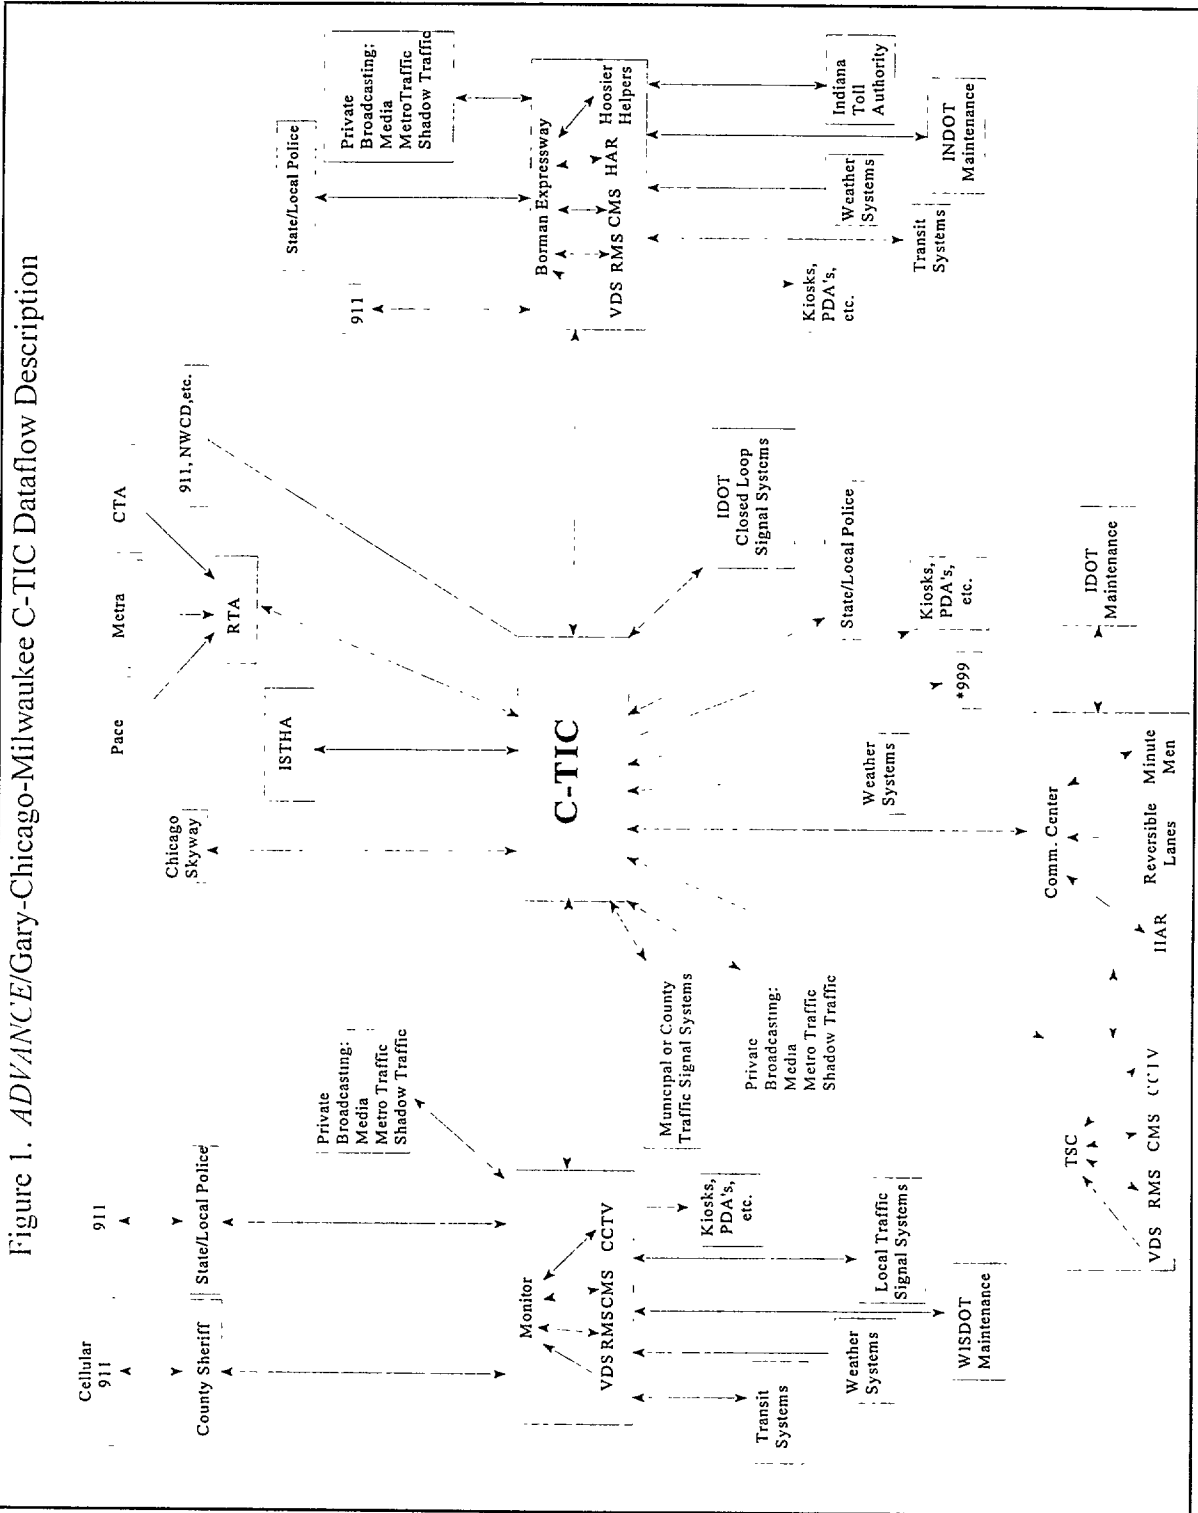 Figure 1. ADVANCE/Gary-Chicago-Milwaukee C-TIC Dataflow Description
Cellular
911
911
County Sheriff
State/Local Police
Private
Broadcasting:
Media
Metro Traffic
Shadow Traffic
Monitor
VDS RMS CMS CCTV
Transit
Systems
Weather
Systems
WISDOT
Maintenance
Local Traffic
Signal Systems
Kiosks,
PDA's,
etc.
Chicago
Skyway
Pace
Metra
CTA
RTA
ISTHA
911, NWCD,etc.
C-TIC
Municipal or County
Traffic Signal Systems
Private
Broadcasting:
Media
Metro Traffic
Shadow Traffic
Weather
Systems
*999
Kiosks,
PDA's,
etc.
State/Local Police
IDOT
Closed Loop
Signal Systems
TSC
VDS RMS CMS CCTV
HAR
Comm. Center
Reversible
Lanes
Minute
Men
IDOT
Maintenance
911
State/Local Police
Private
Broadcasting:
Media
MetroTraffic
Shadow Traffic
Borman Expressway
VDS RMS CMS HAR
Hoosier
Helpers
Kiosks,
PDA's,
etc.
Transit
Systems
Weather
Systems
INDOT
Maintenance
Indiana
Toll
Authority